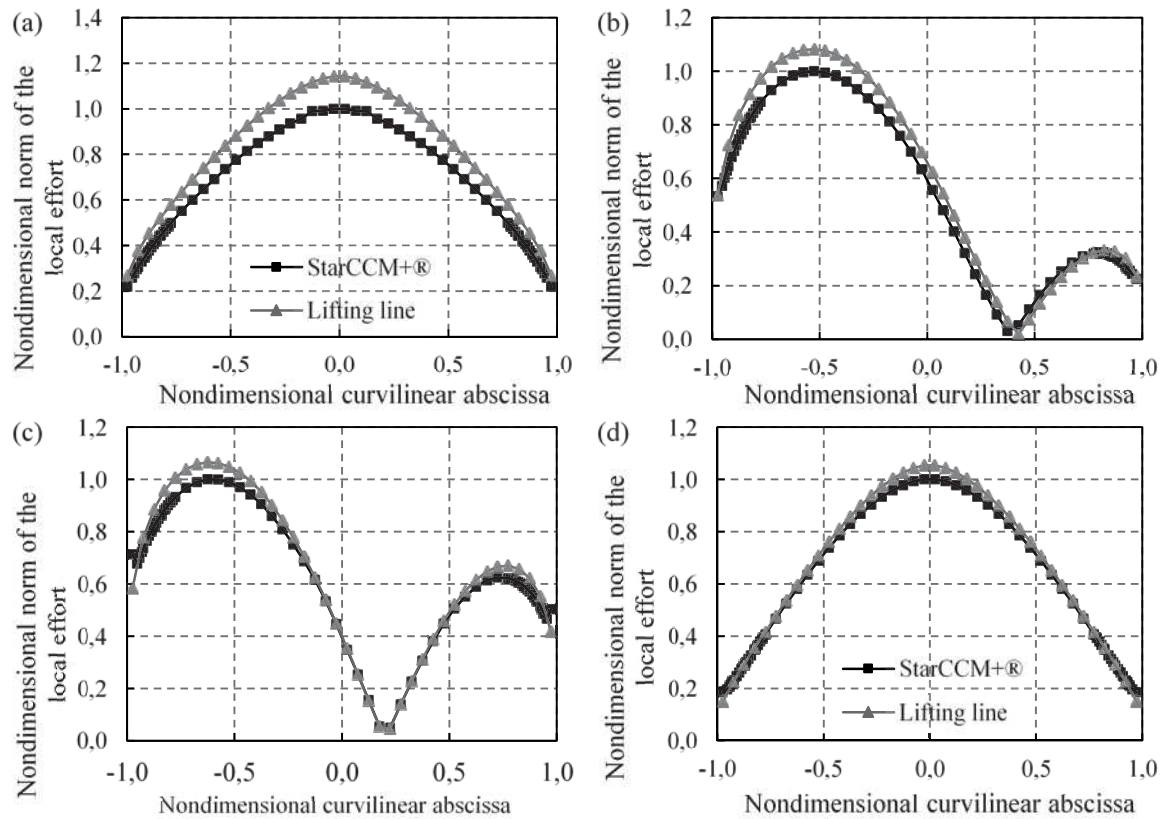 (a)
Nondimensional norm of the
local effort
1,4
1,2
1,0
0,8
0,6
0,4
0,2
0,0
StarCCM+®
Lifting line
-1,0 -0,5 0,0 0,5 1,0
Nondimensional curvilinear abscissa
(b)
Nondimensional norm of the
local effort
1,2
1,0
0,8
0,6
0,4
0,2
0,0
-1,0 -0,5 0,0 0,5 1,0
Nondimensional curvilinear abscissa
(c)
Nondimensional norm of the
local effort
1,2
1,0
0,8
0,6
0,4
0,2
0,0
-1,0 -0,5 0,0 0,5 1,0
Nondimensional curvilinear abscissa
(d)
Nondimensional norm of the
local effort
1,2
1,0
0,8
0,6
0,4
0,2
0,0
StarCCM+®
Lifting line
-1,0 -0,5 0,0 0,5 1,0
Nondimensional curvilinear abscissa